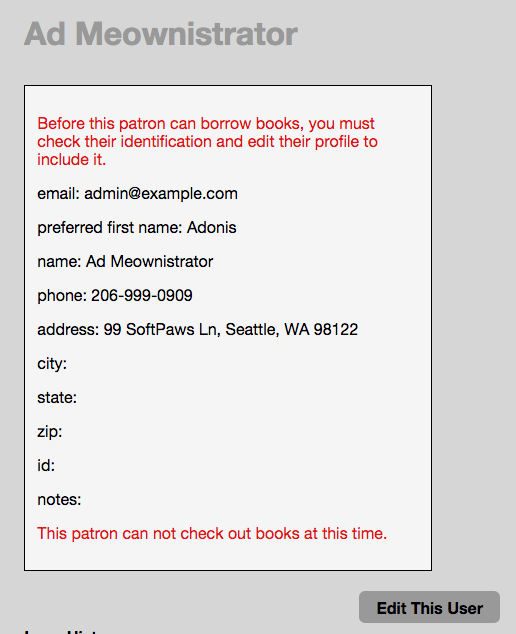 Ad Meownistrator
Before this patron can borrow books, you must
check their identification and edit their profile to
include it.
email: admin@example.com
preferred first name: Adonis
name: Ad Meownistrator
phone: 206-999-0909
address: 99 SoftPaws Ln, Seattle, WA 98122
city:
state:
zip:
id:
notes:
This patron can not check out books at this time.
Edit This User